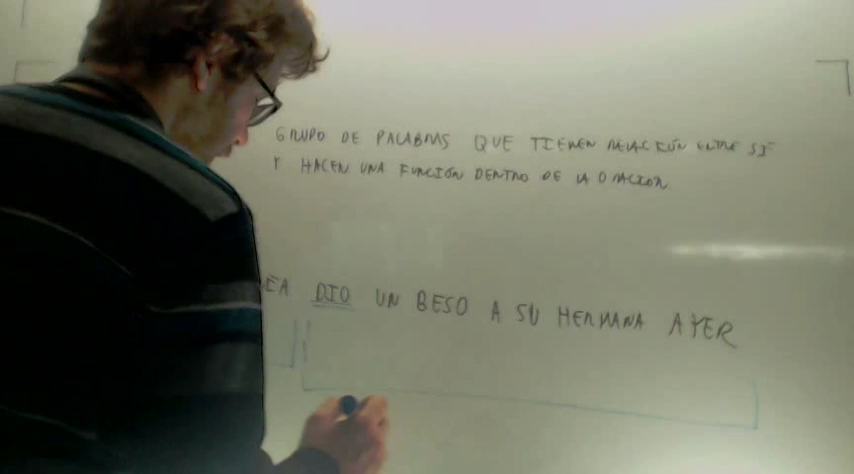 GRUPO DE PALABRAS QUE TIENEN RELACIÓN ENTRE SÍ
Y HACEN UNA FUNCIÓN DENTRO DE LA ORACIÓN
EA DIO UN BESO A SU HERMANA AYER